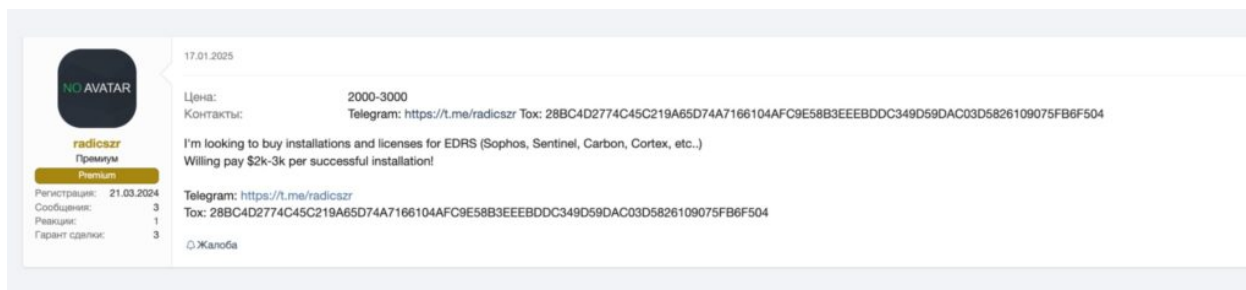 NO AVATAR
radicszr
Премиум
Premium
Регистрация: 21.03.2024
Сообщения: 3
Реакции: 1
Гарант сделки: 3
17.01.2025
Цена: 2000-3000
Контакты: Telegram: https://t.me/radicszr Tox: 28BC4D2774C45C219A65D74A7166104AFC9E58B3EEEBDDC349D59DAC03D5826109075FB6F504
I'm looking to buy installations and licenses for EDRS (Sophos, Sentinel, Carbon, Cortex, etc..)
Willing pay $2k-3k per successful installation!
Telegram: https://t.me/radicszr
Tox: 28BC4D2774C45C219A65D74A7166104AFC9E58B3EEEBDDC349D59DAC03D5826109075FB6F504
Жалоба